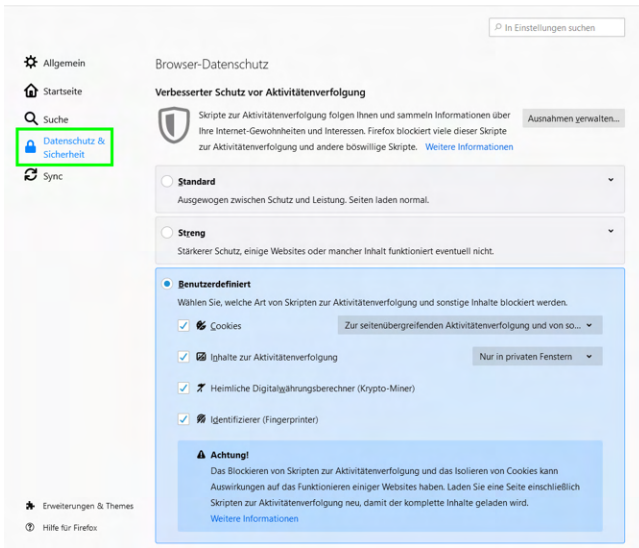 In Einstellungen suchen
Allgemein
Startseite
Suche
Datenschutz &
Sicherheit
Sync
Erweiterungen & Themes
Hilfe für Firefox
Browser-Datenschutz
Verbesserter Schutz vor Aktivitätenverfolgung
Skripte zur Aktivitätenverfolgung folgen Ihnen und sammeln Informationen über
Ihre Internet-Gewohnheiten und Interessen. Firefox blockiert viele dieser Skripte
zur Aktivitätenverfolgung und andere böswillige Skripte. Weitere Informationen
Ausnahmen verwalten...
Standard
Ausgewogen zwischen Schutz und Leistung. Seiten laden normal.
Streng
Stärkerer Schutz, einige Websites oder mancher Inhalt funktioniert eventuell nicht.
Benutzerdefiniert
Wählen Sie, welche Art von Skripten zur Aktivitätenverfolgung und sonstige Inhalte blockiert werden.
Cookies
Zur seitenübergreifenden Aktivitätenverfolgung und von so...
Inhalte zur Aktivitätenverfolgung
Nur in privaten Fenstern
Heimliche Digitalwährungsberechner (Krypto-Miner)
Identifizierer (Fingerprinter)
Achtung!
Das Blockieren von Skripten zur Aktivitätenverfolgung und das Isolieren von Cookies kann
Auswirkungen auf das Funktionieren einiger Websites haben. Laden Sie eine Seite einschließlich
Skripten zur Aktivitätenverfolgung neu, damit der komplette Inhalte geladen wird.
Weitere Informationen